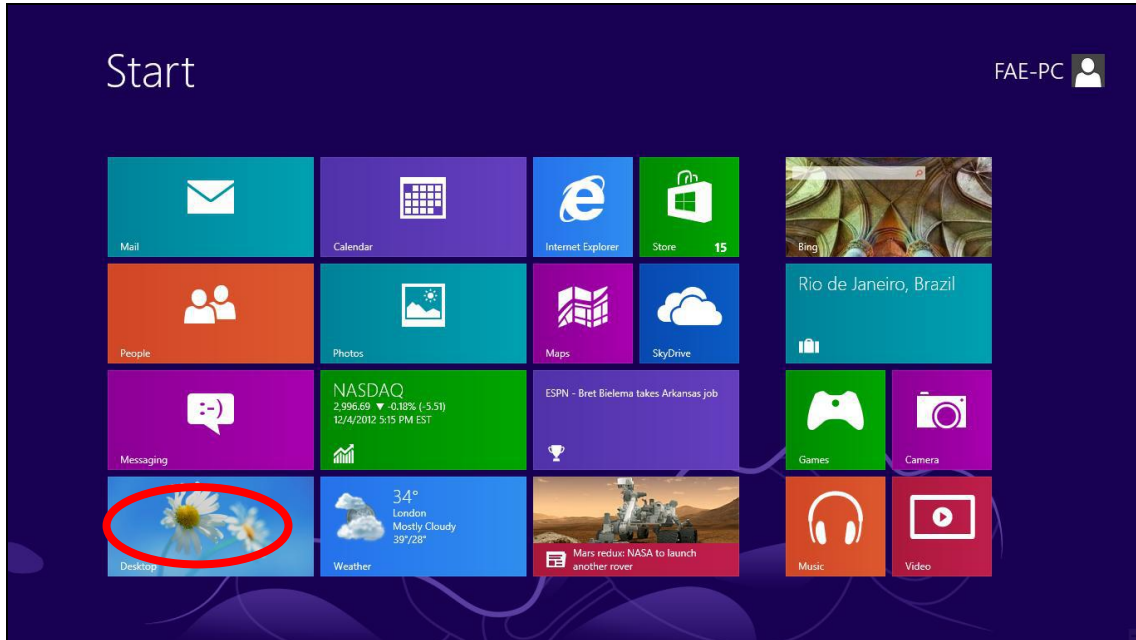 Start
FAE-PC
Mail
Calendar
Internet Explorer
Store 15
Bing
People
Photos
Maps
SkyDrive
Rio de Janeiro, Brazil
Messaging
NASDAQ
2,996.69 ▼ -0.18% (-5.51)
12/4/2012 5:15 PM EST
ESPN - Bret Bielema takes Arkansas job
Games
Camera
Desktop
34°
London
Mostly Cloudy
39°/28°
Weather
Mars redux: NASA to launch
another rover
Music
Video